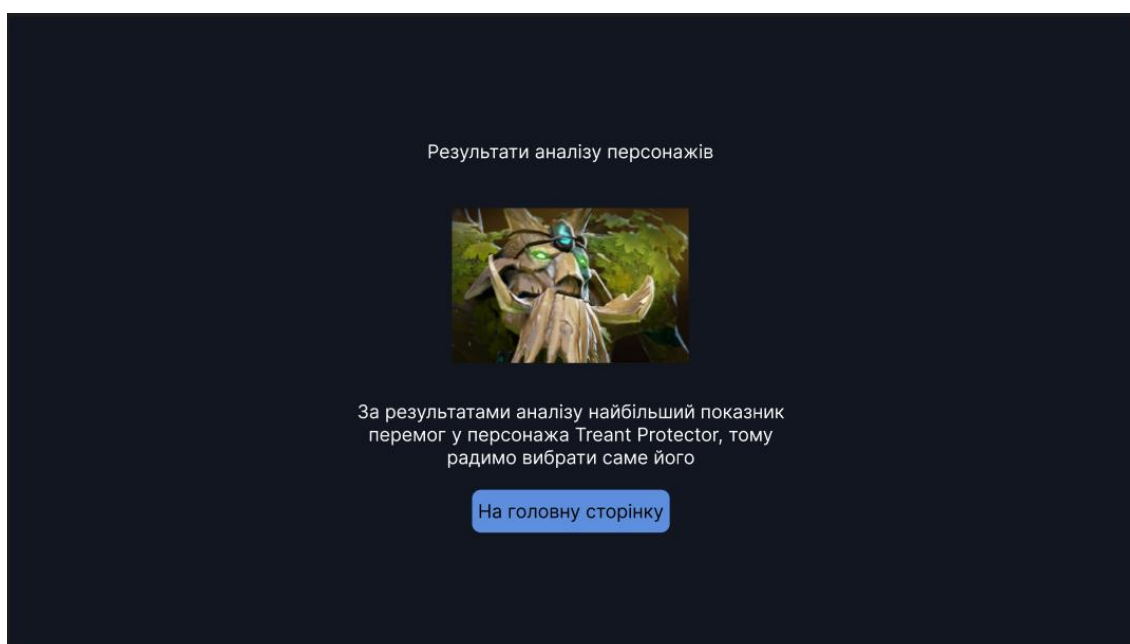 Результати аналізу персонажів
За результатами аналізу найбільший показник
перемог у персонажа Treant Protector, тому
радимо вибрати саме його
На головну сторінку